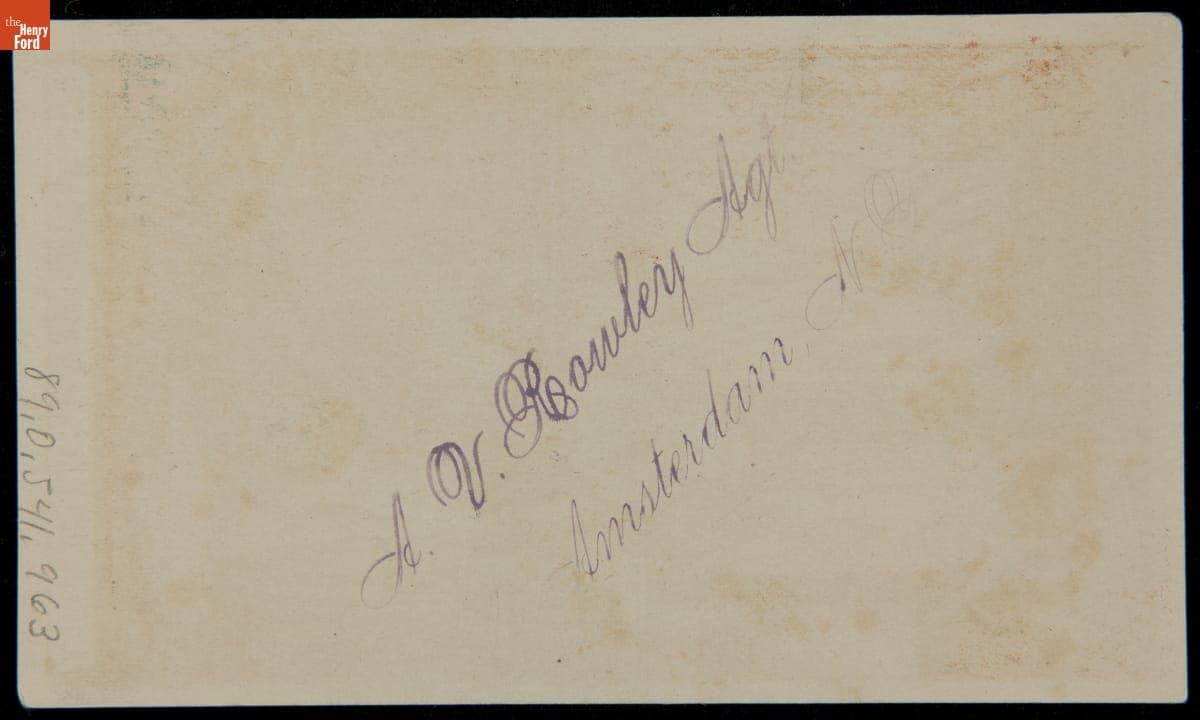 the
Henry
Ford
A. V. Rowley Agt.
Amsterdam, N.
89.0.541.963